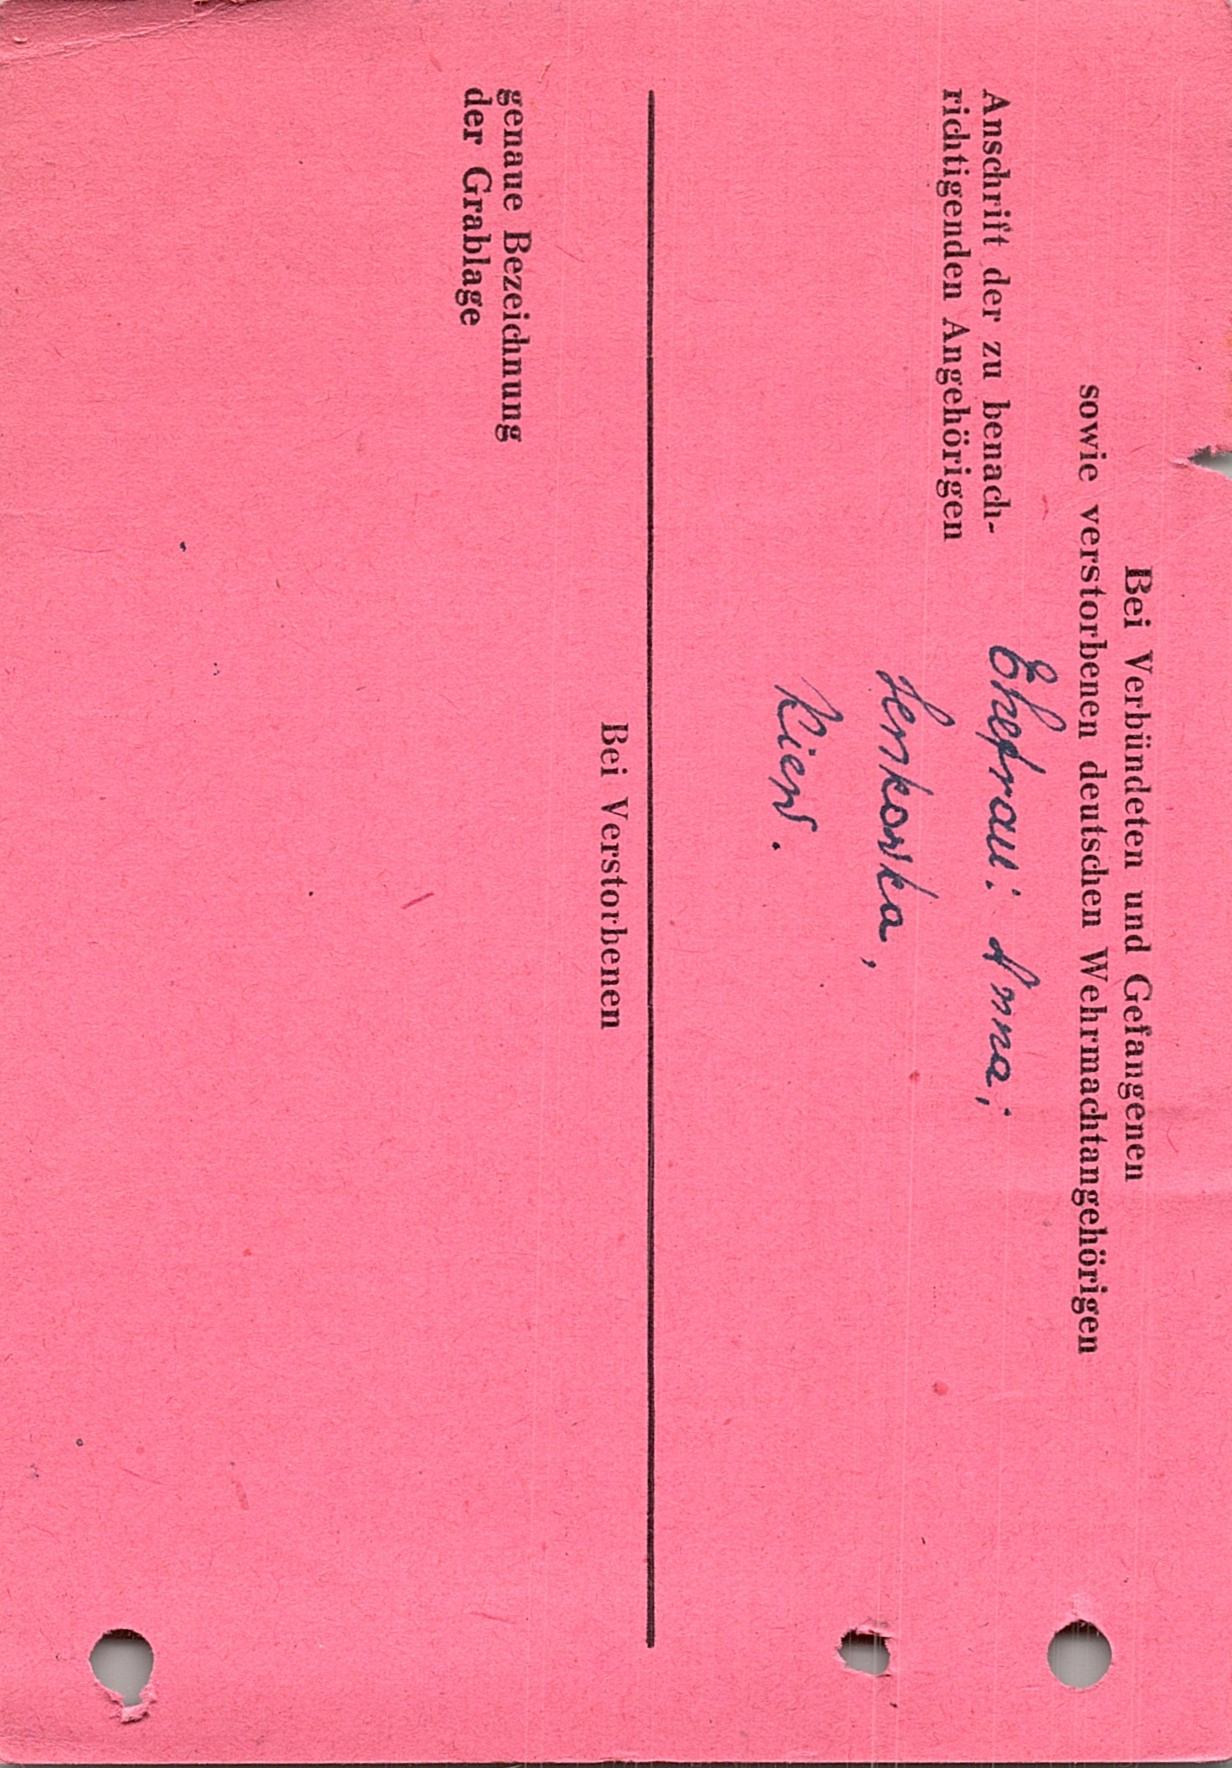 Bei Verbündeten und Gefangenen
sowie verstorbenen deutschen Wehrmachtangehörigen
Anschrift der zu benach-
richtigenden Angehörigen
Ehefrau: Anna;
Kiew.
Bei Verstorbenen
genaue Bezeichnung
der Grablage